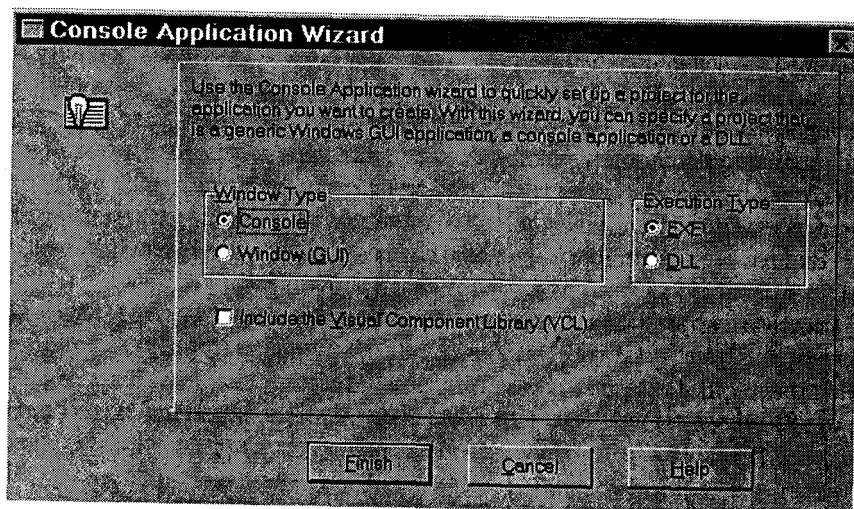 Console Application Wizard
Use the Console Application wizard to quickly set up a project for the
application you want to create. With this wizard, you can specify a project that
is a generic Windows GUI application, a console application or a DLL.
Window Type
Execution Type
Console
EXE
Window (GUI)
DLL
Include the Visual Component Library (VCL)
Finish
Cancel
Help